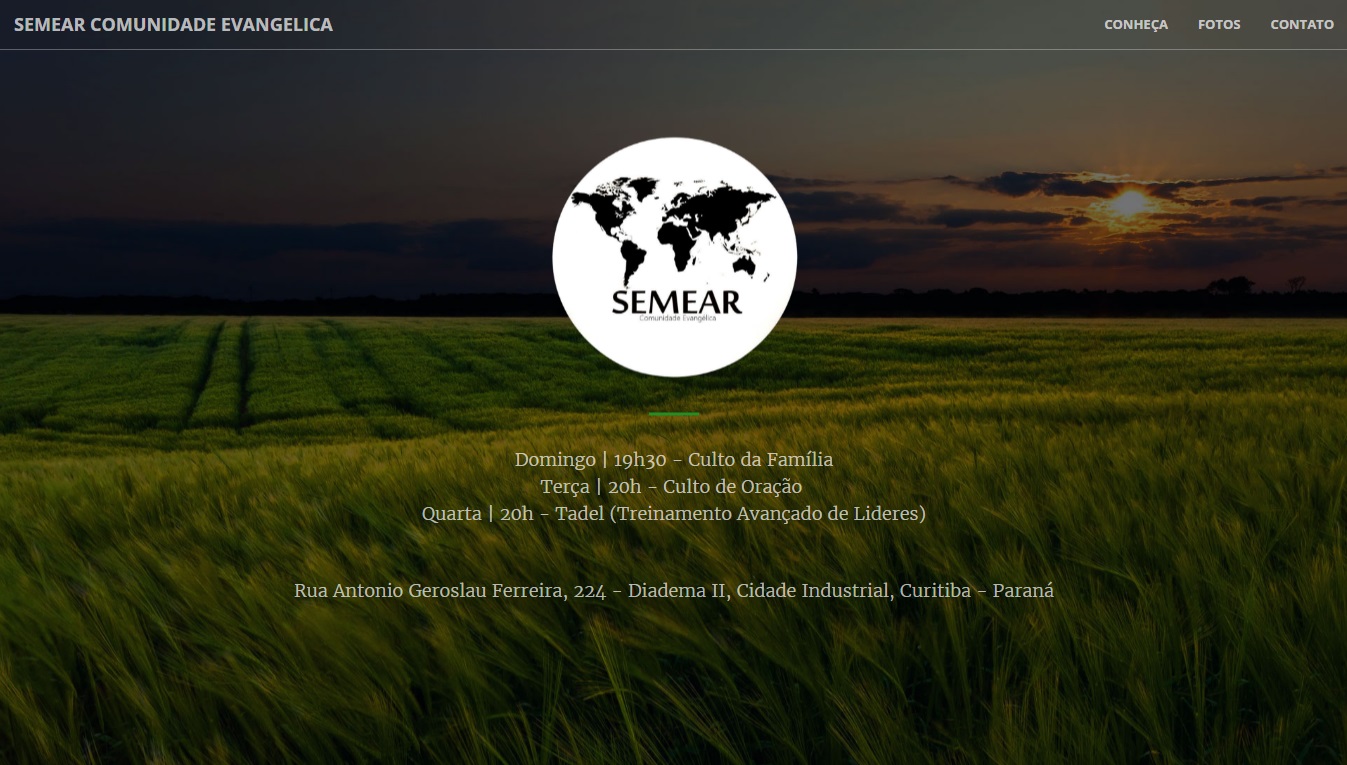 SEMEAR COMUNIDADE EVANGELICA
CONHEÇA FOTOS CONTATO
SEMEAR
Comunidade Evangélica
Domingo | 19h30 - Culto da Família
Terça | 20h - Culto de Oração
Quarta | 20h - Tadel (Treinamento Avançado de Lideres)
Rua Antonio Geroslau Ferreira, 224 - Diadema II, Cidade Industrial, Curitiba - Paraná